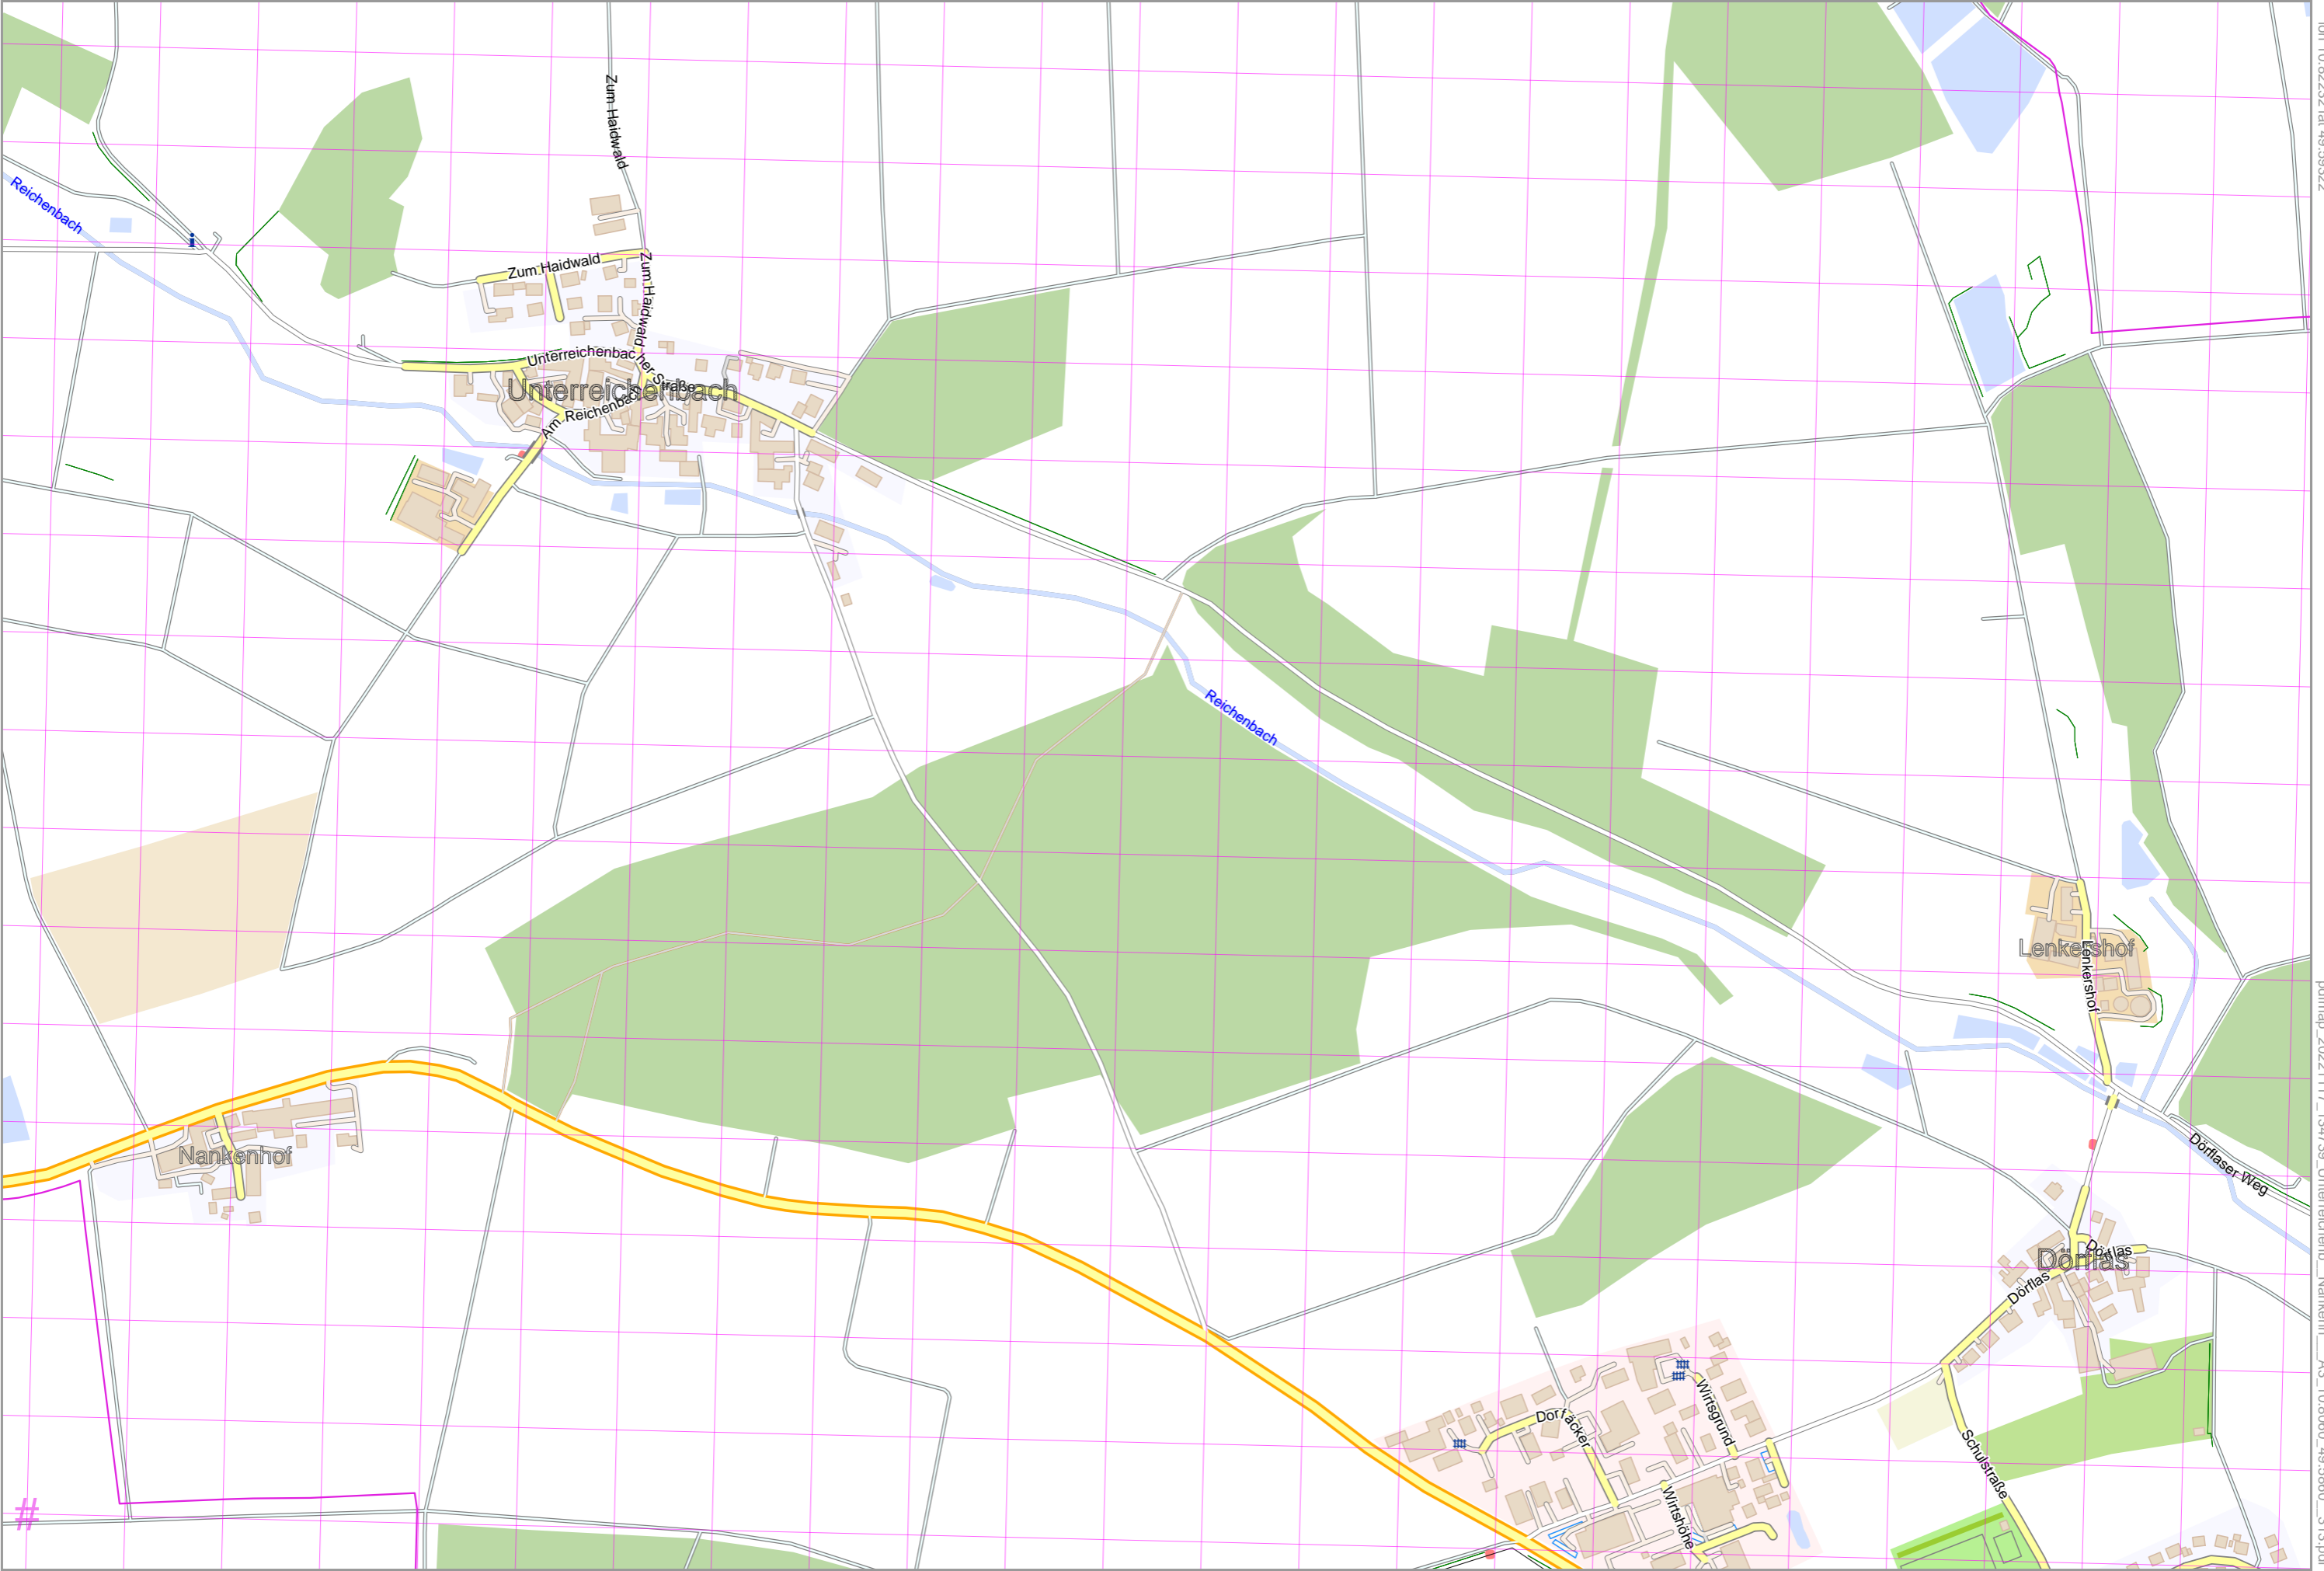 Zum Haidwald
Reichenbach
Zum Haidwald
Zum Haidwald
Unterreichenbacher Straße
Unterreichenbach
Am Reichenbach
Reichenbach
Lenkershof
Lenkershof
Nankenhof
Dörflaser Weg
Dörflas
Dörflas
Dörflas
Wirtsgrund
Dorfäcker
Schulstraße
Wirtshöhe
#